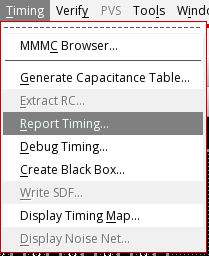 Timing Verify PVS Tools
MMMC Browser...
Generate Capacitance Table...
Extract RC...
Report Timing...
Debug Timing...
Create Black Box...
Write SDF...
Display Timing Map...
Display Noise Net...